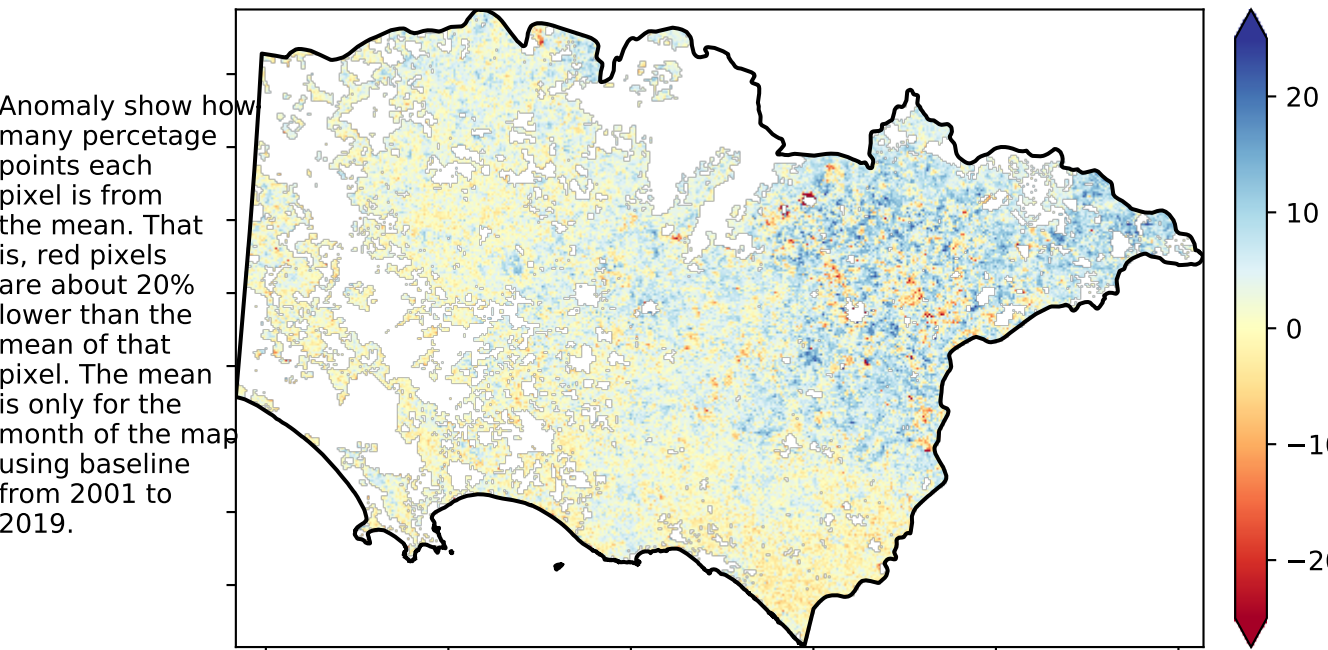 Anomaly show how
many percetage
points each
pixel is from
the mean. That
is, red pixels
are about 20%
lower than the
mean of that
pixel. The mean
is only for the
month of the map
using baseline
from 2001 to
2019.
20
10
0
−10
−20